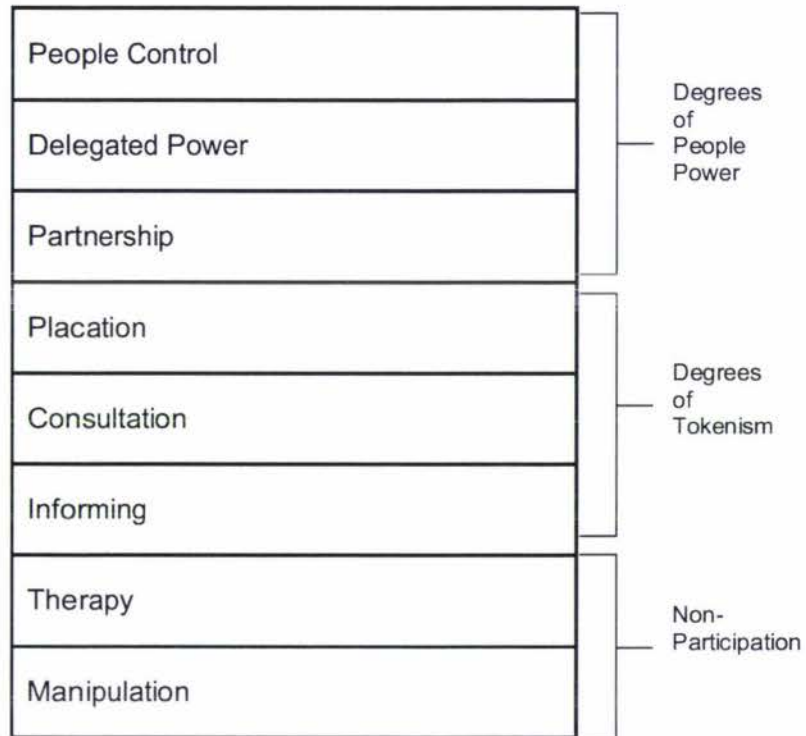 People Control
Delegated Power
Partnership
Degrees
of
People
Power
Placation
Consultation
Informing
Degrees
of
Tokenism
Therapy
Manipulation
Non-
Participation